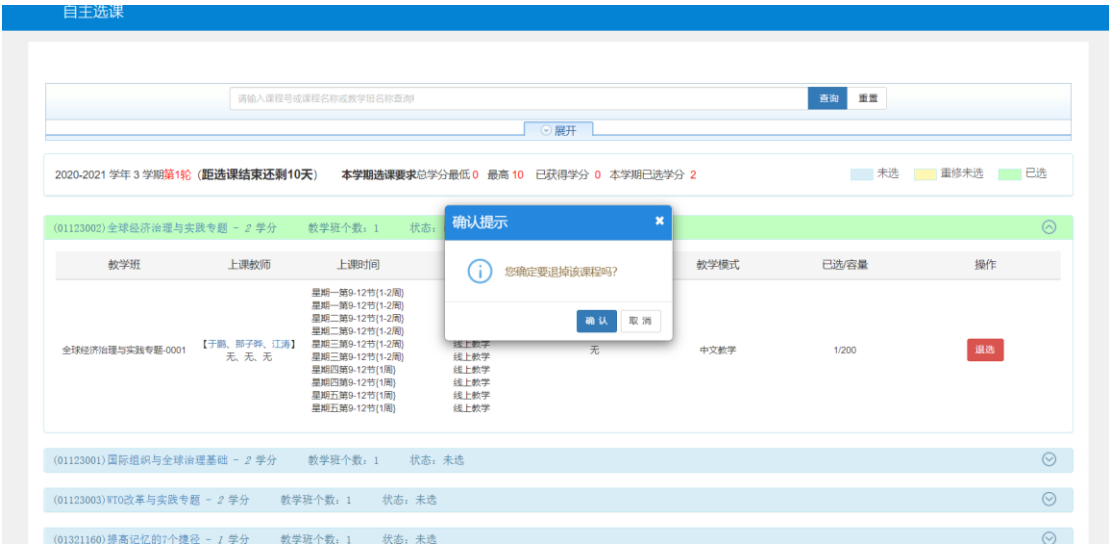 自主选课
请输入课程号或课程名称或教学班名称查询!
查询 重置
展开
2020-2021 学年 3 学期第1轮（距选课结束还剩10天） 本学期选课要求总学分最低 0 最高 10 已获得学分 0 本学期已选学分 2 未选 重修未选 已选
(01123002)全球经济治理与实践专题 - 2 学分 教学班个数：1 状态：
确认提示 ×
您确定要退掉该课程吗?
确 认 取 消
教学班 上课教师 上课时间 教学模式 已选/容量 操作
星期一第9-12节{1-2周}
星期一第9-12节{1-2周}
星期二第9-12节{1-2周}
星期二第9-12节{1-2周}
星期三第9-12节{1-2周} 线上教学
全球经济治理与实践专题-0001 【于鹏、邢子晔、江涛】 无、无、无 星期三第9-12节{1-2周} 线上教学 无 中文教学 1/200 退选
星期四第9-12节{1周} 线上教学
星期四第9-12节{1周} 线上教学
星期五第9-12节{1周} 线上教学
星期五第9-12节{1周} 线上教学
(01123001)国际组织与全球治理基础 - 2 学分 教学班个数：1 状态：未选
(01123003)WTO改革与实践专题 - 2 学分 教学班个数：1 状态：未选
(01321160)提高记忆的7个捷径 - 1 学分 教学班个数：1 状态：未选